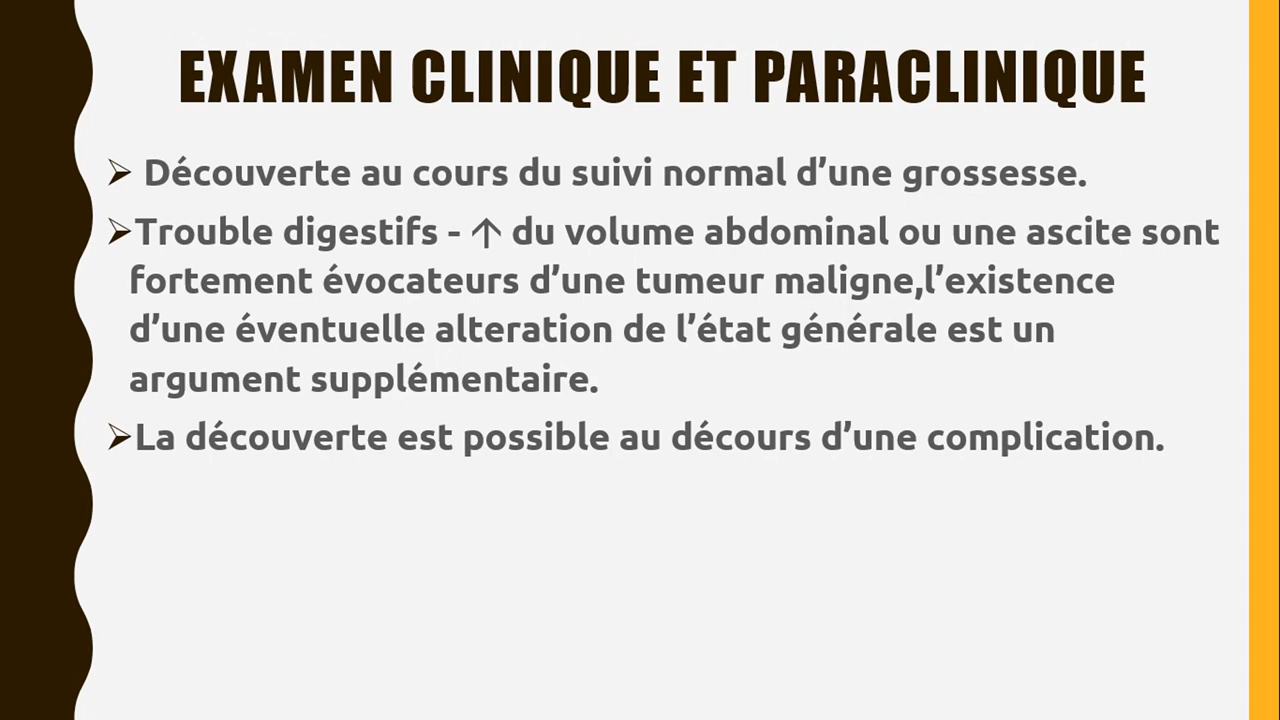 EXAMEN CLINIQUE ET PARACLINIQUE
➢ Découverte au cours du suivi normal d’une grossesse.
➢Trouble digestifs - ↑ du volume abdominal ou une ascite sont
fortement évocateurs d’une tumeur maligne,l’existence
d’une éventuelle alteration de l’état générale est un
argument supplémentaire.
➢La découverte est possible au décours d’une complication.